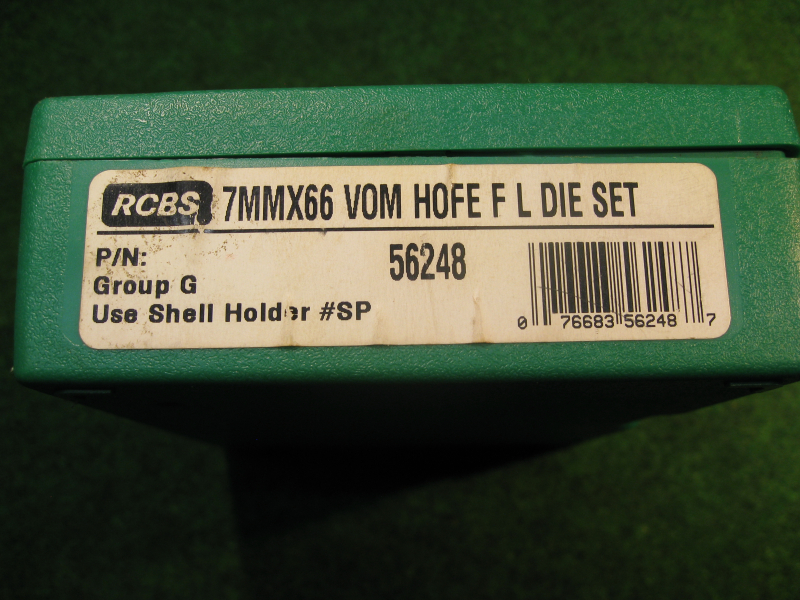 RCBS 7MMX66 VOM HOFE F L DIE SET
P/N: 56248
Group G
Use Shell Holder #SP
0 76683 56248 7